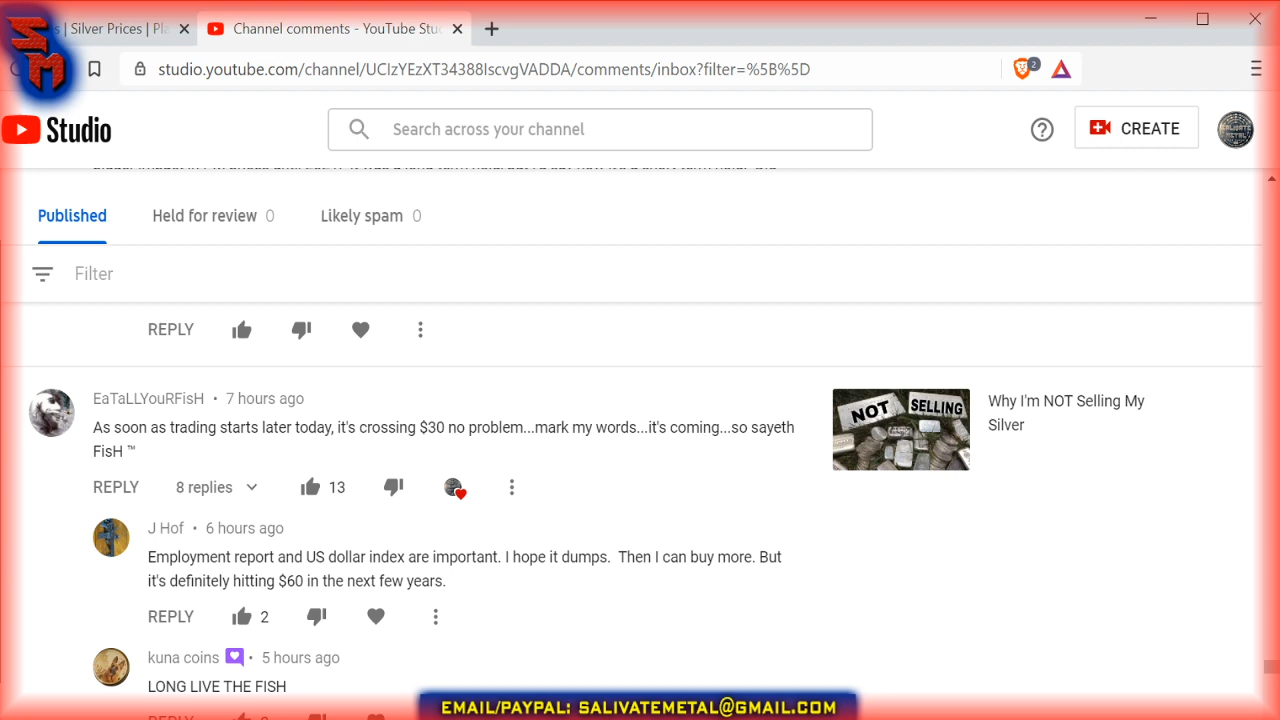 s | Silver Prices | Pla
Channel comments - YouTube Stu
SM
studio.youtube.com/channel/UCIzYEzXT34388IscvgVADDA/comments/inbox?filter=%5B%5D
2
Studio
Search across your channel
CREATE
SALIVATE
METAL
Published
Held for review 0
Likely spam 0
Filter
REPLY
EaTaLLYouRFisH • 7 hours ago
As soon as trading starts later today, it's crossing $30 no problem...mark my words...it's coming...so sayeth
FisH ™
REPLY 8 replies 13
NOT SELLING
Why I'm NOT Selling My
Silver
J Hof • 6 hours ago
Employment report and US dollar index are important. I hope it dumps.  Then I can buy more. But
it's definitely hitting $60 in the next few years.
REPLY 2
kuna coins • 5 hours ago
LONG LIVE THE FISH
EMAIL/PAYPAL: SALIVATEMETAL@GMAIL.COM